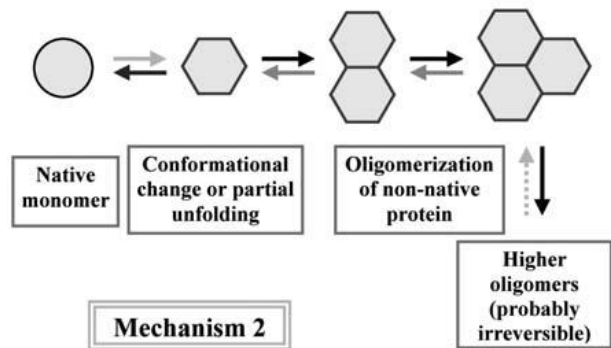 Native
monomer
Conformational
change or partial
unfolding
Oligomerization
of non-native
protein
Higher
oligomers
(probably
irreversible)
Mechanism 2